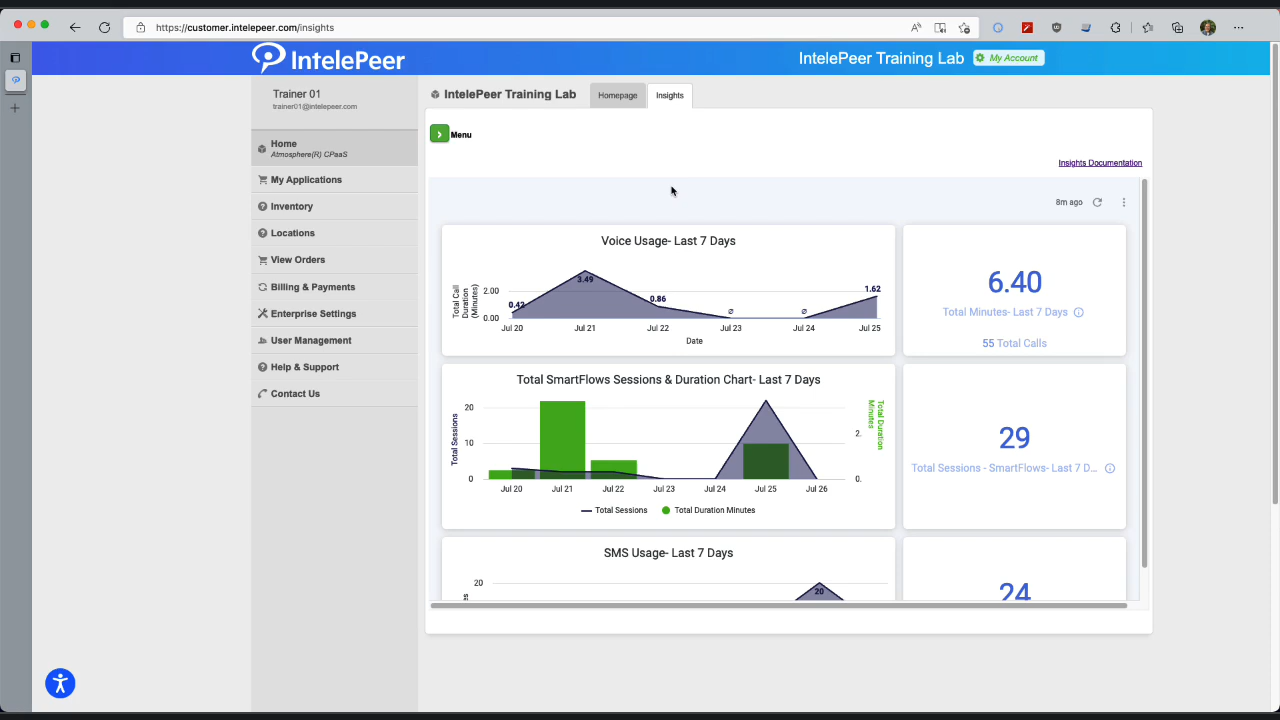 https://customer.intelepeer.com/insights
IntelePeer
IntelePeer Training Lab
My Account
Trainer 01
trainer01@intelepeer.com
Home
Atmosphere(R) CPaaS
My Applications
Inventory
Locations
View Orders
Billing & Payments
Enterprise Settings
User Management
Help & Support
Contact Us
IntelePeer Training Lab
Homepage
Insights
Menu
Insights Documentation
8m ago
Voice Usage- Last 7 Days
Total Call
Duration
(Minutes)
2.00
0.00
0.42
3.49
0.86
ø
ø
1.62
Jul 20
Jul 21
Jul 22
Jul 23
Jul 24
Jul 25
Date
6.40
Total Minutes- Last 7 Days
55 Total Calls
Total SmartFlows Sessions & Duration Chart- Last 7 Days
Total Sessions
20
10
0
2.
0.
Total Duration
Minutes
Jul 20
Jul 21
Jul 22
Jul 23
Jul 24
Jul 25
Jul 26
Total Sessions
Total Duration Minutes
29
Total Sessions - SmartFlows- Last 7 D...
SMS Usage- Last 7 Days
20
20
24